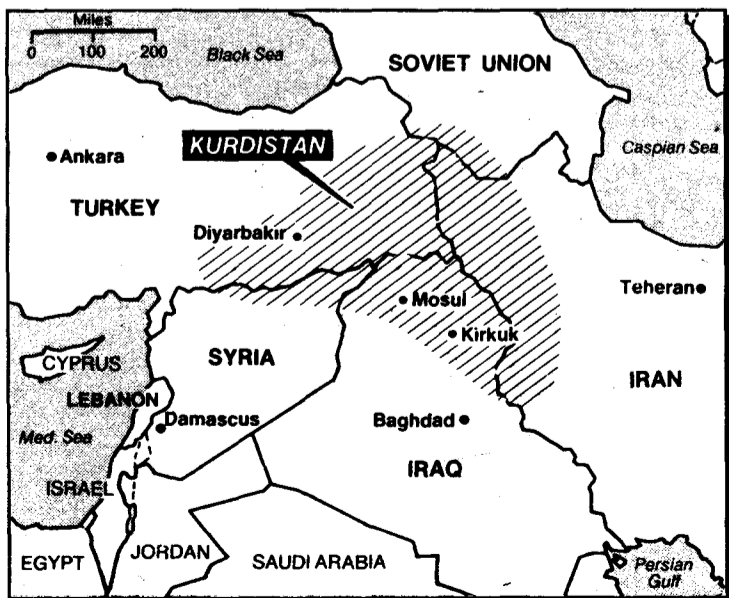 Miles
0 100 200
Black Sea
SOVIET UNION
KURDISTAN
Caspian Sea
Ankara
TURKEY
Diyarbakir
Teheran
Mosul
Kirkuk
CYPRUS
SYRIA
IRAN
LEBANON
Damascus
Med. Sea
Baghdad
IRAQ
ISRAEL
EGYPT
JORDAN
SAUDI ARABIA
Persian
Gulf